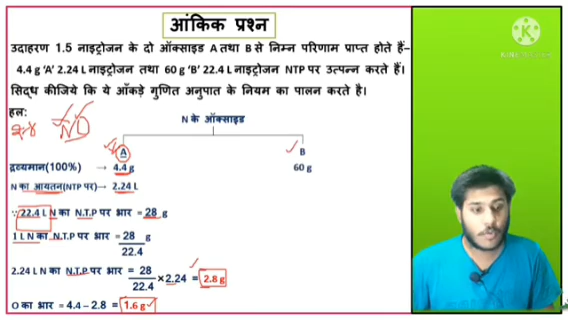 आंकिक प्रश्न
उदाहरण 1.5 नाइट्रोजन के दो ऑक्साइड A तथा B से निम्न परिणाम प्राप्त होते हैं-
4.4 g 'A' 2.24 L नाइट्रोजन तथा 60 g 'B' 22.4 L नाइट्रोजन NTP पर उत्पन्न करते हैं।
सिद्ध कीजिये कि ये आँकड़े गुणित अनुपात के नियम का पालन करते है।
हल:
N के ऑक्साइड
A B
द्रव्यमान(100%) → 4.4 g 60 g
N का आयतन(NTP पर)→ 2.24 L
∵ 22.4 L N का N.T.P पर भार = 28 g
1 L N का N.T.P पर भार = 28/22.4 g
2.24 L N का N.T.P पर भार = 28/22.4 × 2.24 = 2.8 g
O का भार = 4.4 – 2.8 = 1.6 g